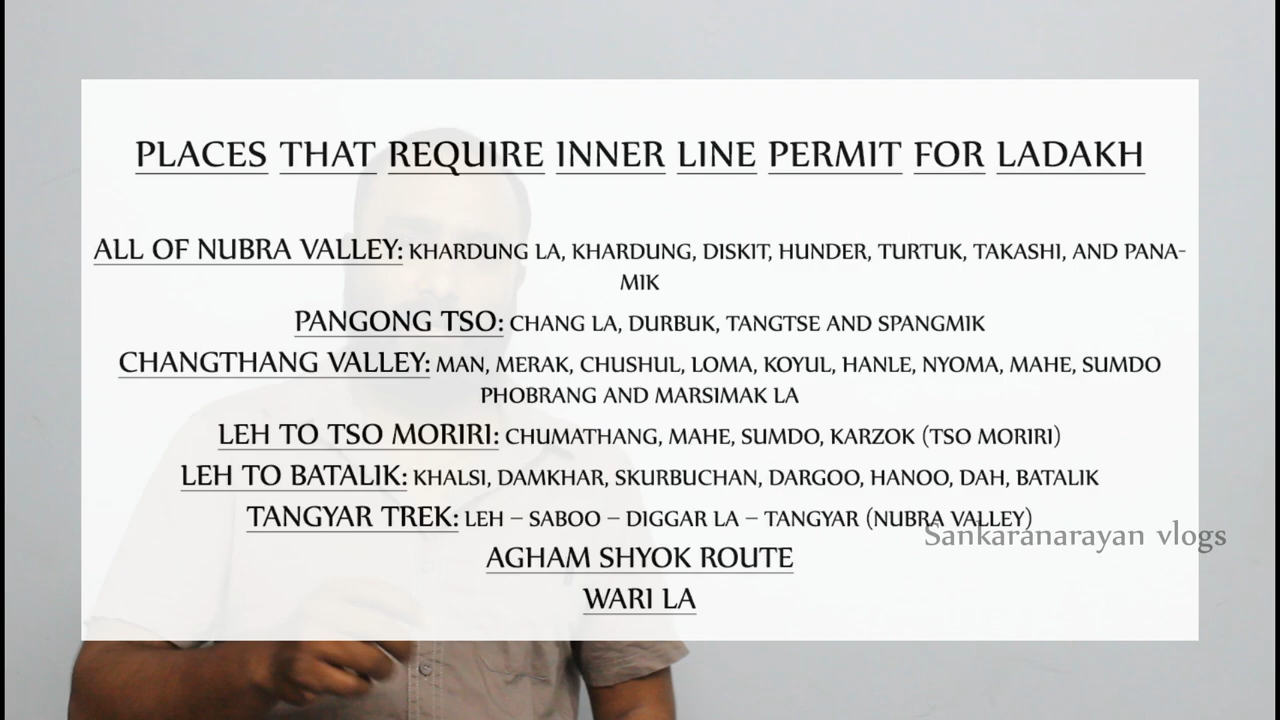 PLACES THAT REQUIRE INNER LINE PERMIT FOR LADAKH
ALL OF NUBRA VALLEY: KHARDUNG LA, KHARDUNG, DISKIT, HUNDER, TURTUK, TAKASHI, AND PANA-
MIK
PANGONG TSO: CHANG LA, DURBUK, TANGTSE AND SPANGMIK
CHANGTHANG VALLEY: MAN, MERAK, CHUSHUL, LOMA, KOYUL, HANLE, NYOMA, MAHE, SUMDO
PHOBRANG AND MARSIMAK LA
LEH TO TSO MORIRI: CHUMATHANG, MAHE, SUMDO, KARZOK (TSO MORIRI)
LEH TO BATALIK: KHALSI, DAMKHAR, SKURBUCHAN, DARGOO, HANOO, DAH, BATALIK
TANGYAR TREK: LEH – SABOO – DIGGAR LA – TANGYAR (NUBRA VALLEY)
Sankaranarayan vlogs
AGHAM SHYOK ROUTE
WARI LA